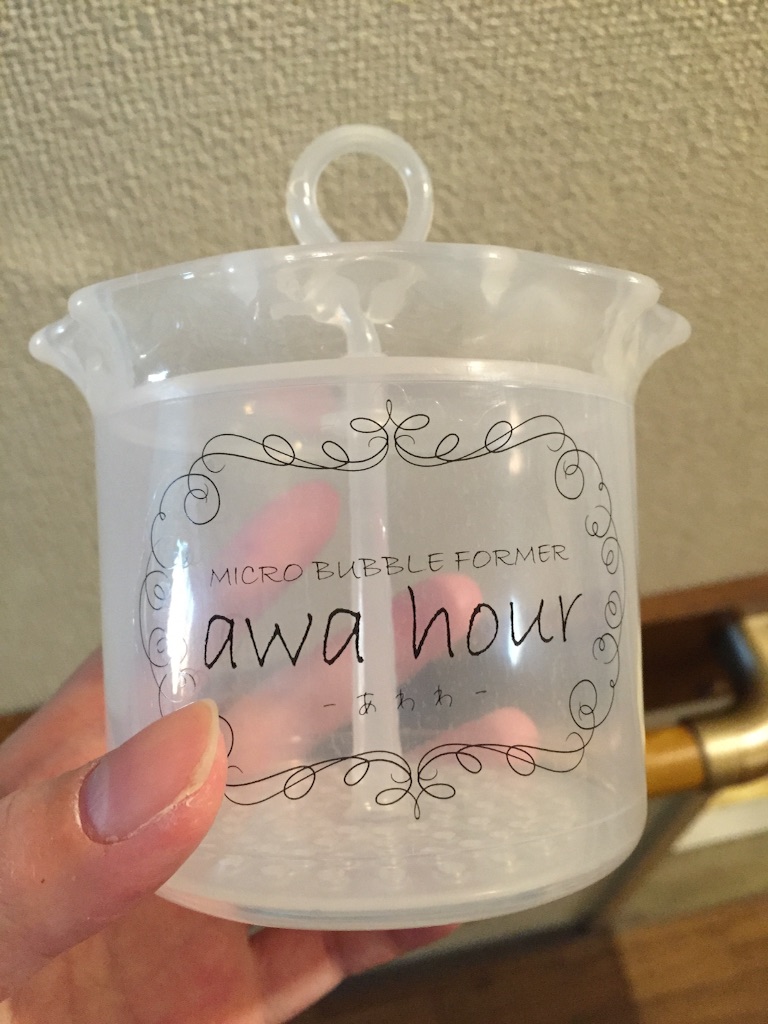 MICRO BUBBLE FORMER
awa hour
- あわわ -